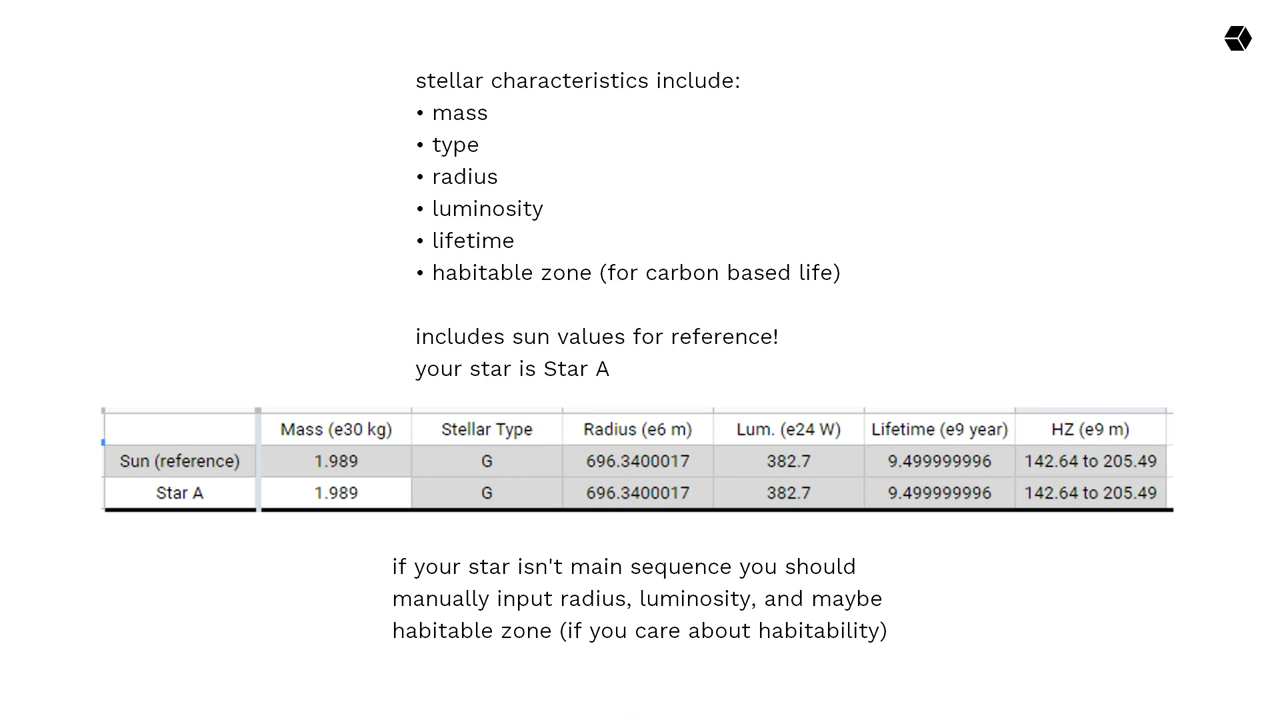 stellar characteristics include:
• mass
• type
• radius
• luminosity
• lifetime
• habitable zone (for carbon based life)
includes sun values for reference!
your star is Star A
Mass (e30 kg) Stellar Type Radius (e6 m) Lum. (e24 W) Lifetime (e9 year) HZ (e9 m)
Sun (reference) 1.989 G 696.3400017 382.7 9.499999996 142.64 to 205.49
Star A 1.989 G 696.3400017 382.7 9.499999996 142.64 to 205.49
if your star isn't main sequence you should
manually input radius, luminosity, and maybe
habitable zone (if you care about habitability)